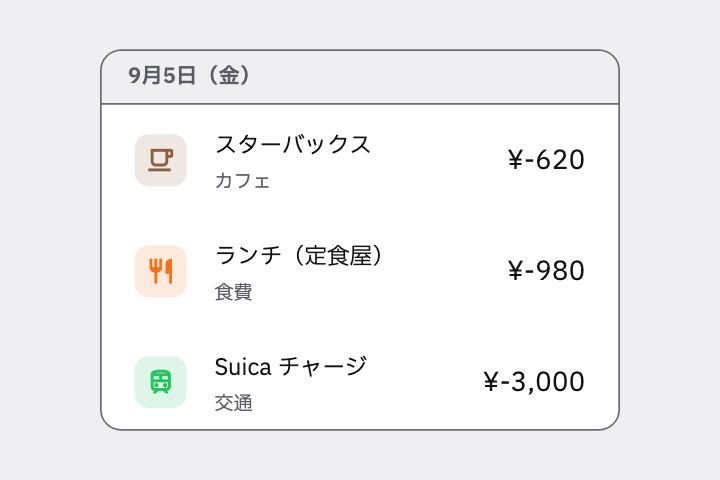 9月5日（金）
スターバックス
カフェ
¥-620
ランチ（定食屋）
食費
¥-980
Suica チャージ
交通
¥-3,000